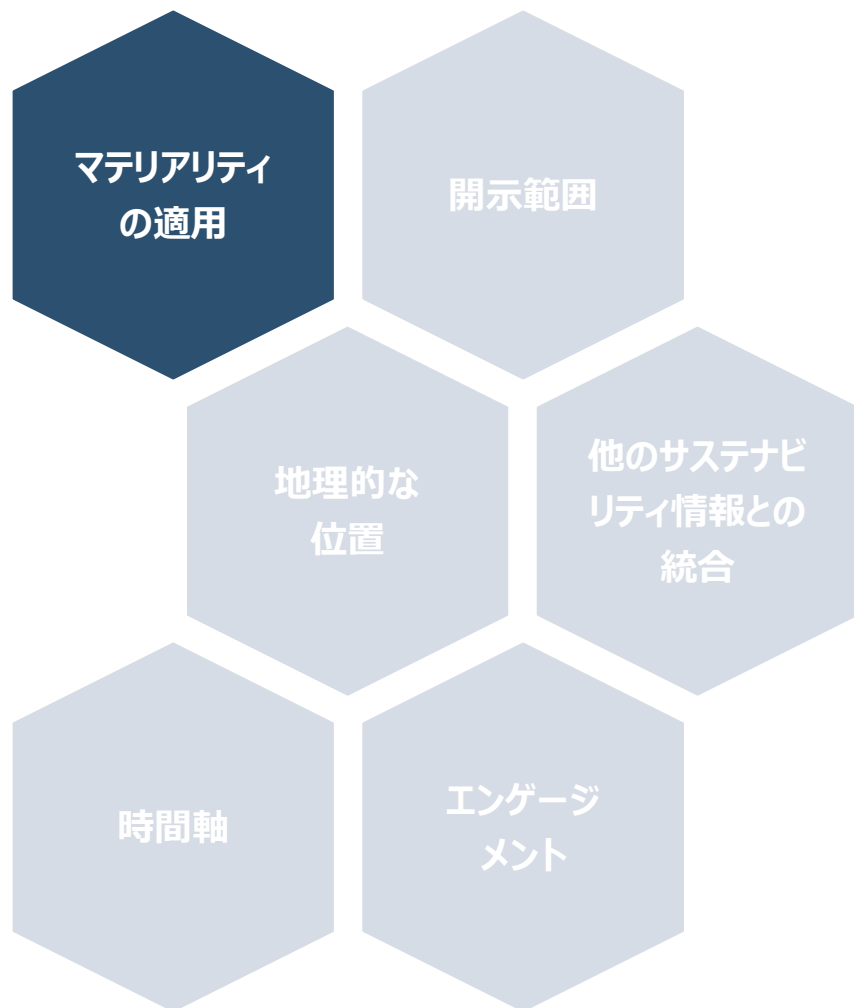 マテリアリティ
の適用
開示範囲
地理的な
位置
他のサステナビ
リティ情報との
統合
時間軸
エンゲージ
メント